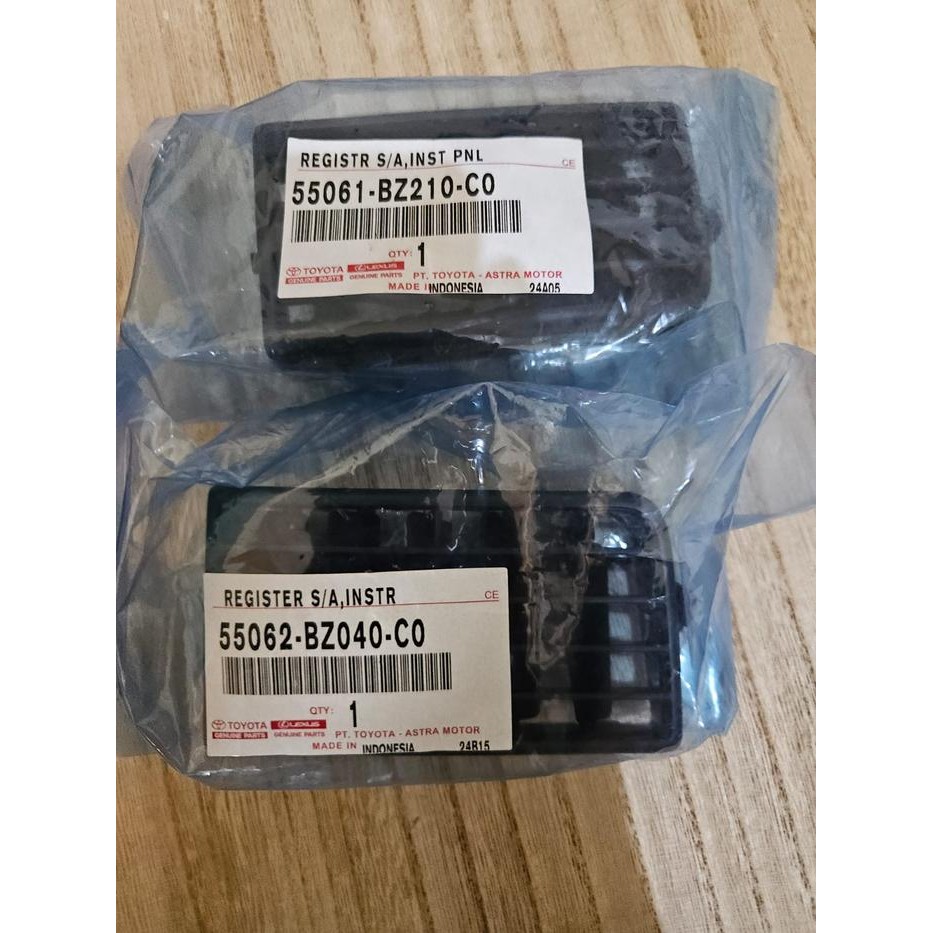 REGISTR S/A,INST PNL
CE
55061-BZ210-C0
QTY: 1
TOYOTA LEXUS
GENUINE PARTS GENUINE PARTS PT. TOYOTA - ASTRA MOTOR
MADE IN INDONESIA 24A05
REGISTER S/A,INSTR CE
55062-BZ040-C0
QTY: 1
TOYOTA LEXUS
GENUINE PARTS GENUINE PARTS PT. TOYOTA - ASTRA MOTOR
MADE IN INDONESIA 24B15